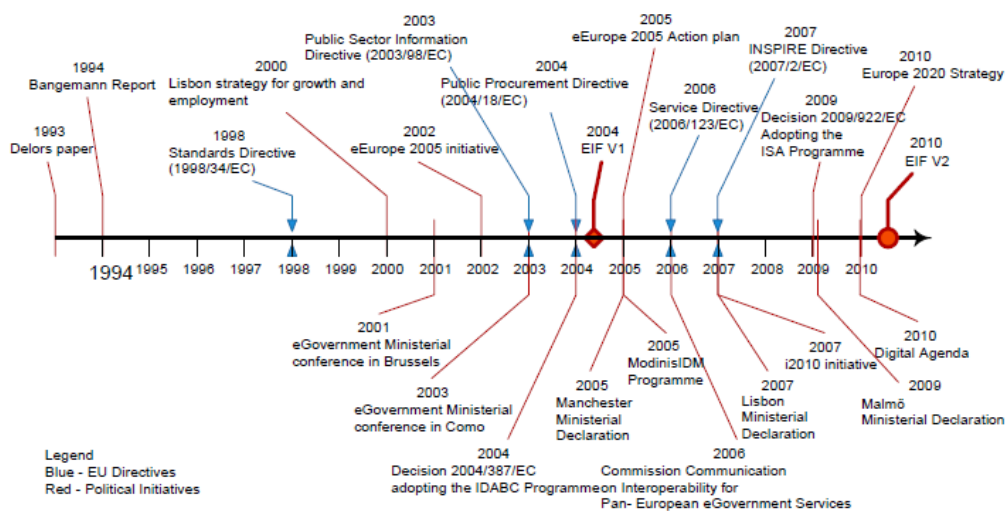 1993
Delors paper
1994
Bangemann Report
1998
Standards Directive
(1998/34/EC)
2000
Lisbon strategy for growth and
employment
2002
eEurope 2005 initiative
2003
Public Sector Information
Directive (2003/98/EC)
2004
Public Procurement Directive
(2004/18/EC)
2004
EIF V1
2005
eEurope 2005 Action plan
2006
Service Directive
(2006/123/EC)
2007
INSPIRE Directive
(2007/2/EC)
2009
Decision 2009/922/EC
Adopting the
ISA Programme
2010
Europe 2020 Strategy
2010
EIF V2
1994 1995 1996 1997 1998 1999 2000 2001 2002 2003 2004 2005 2006 2007 2008 2009 2010
2001
eGovernment Ministerial
conference in Brussels
2003
eGovernment Ministerial
conference in Como
2004
Decision 2004/387/EC
adopting the IDABC Programme
2005
Manchester
Ministerial
Declaration
2005
ModinisIDM
Programme
2006
Commission Communication
on Interoperability for
Pan- European eGovernment Services
2007
Lisbon
Ministerial
Declaration
2007
i2010 initiative
2009
Malmö
Ministerial Declaration
2010
Digital Agenda
Legend
Blue - EU Directives
Red - Political Initiatives